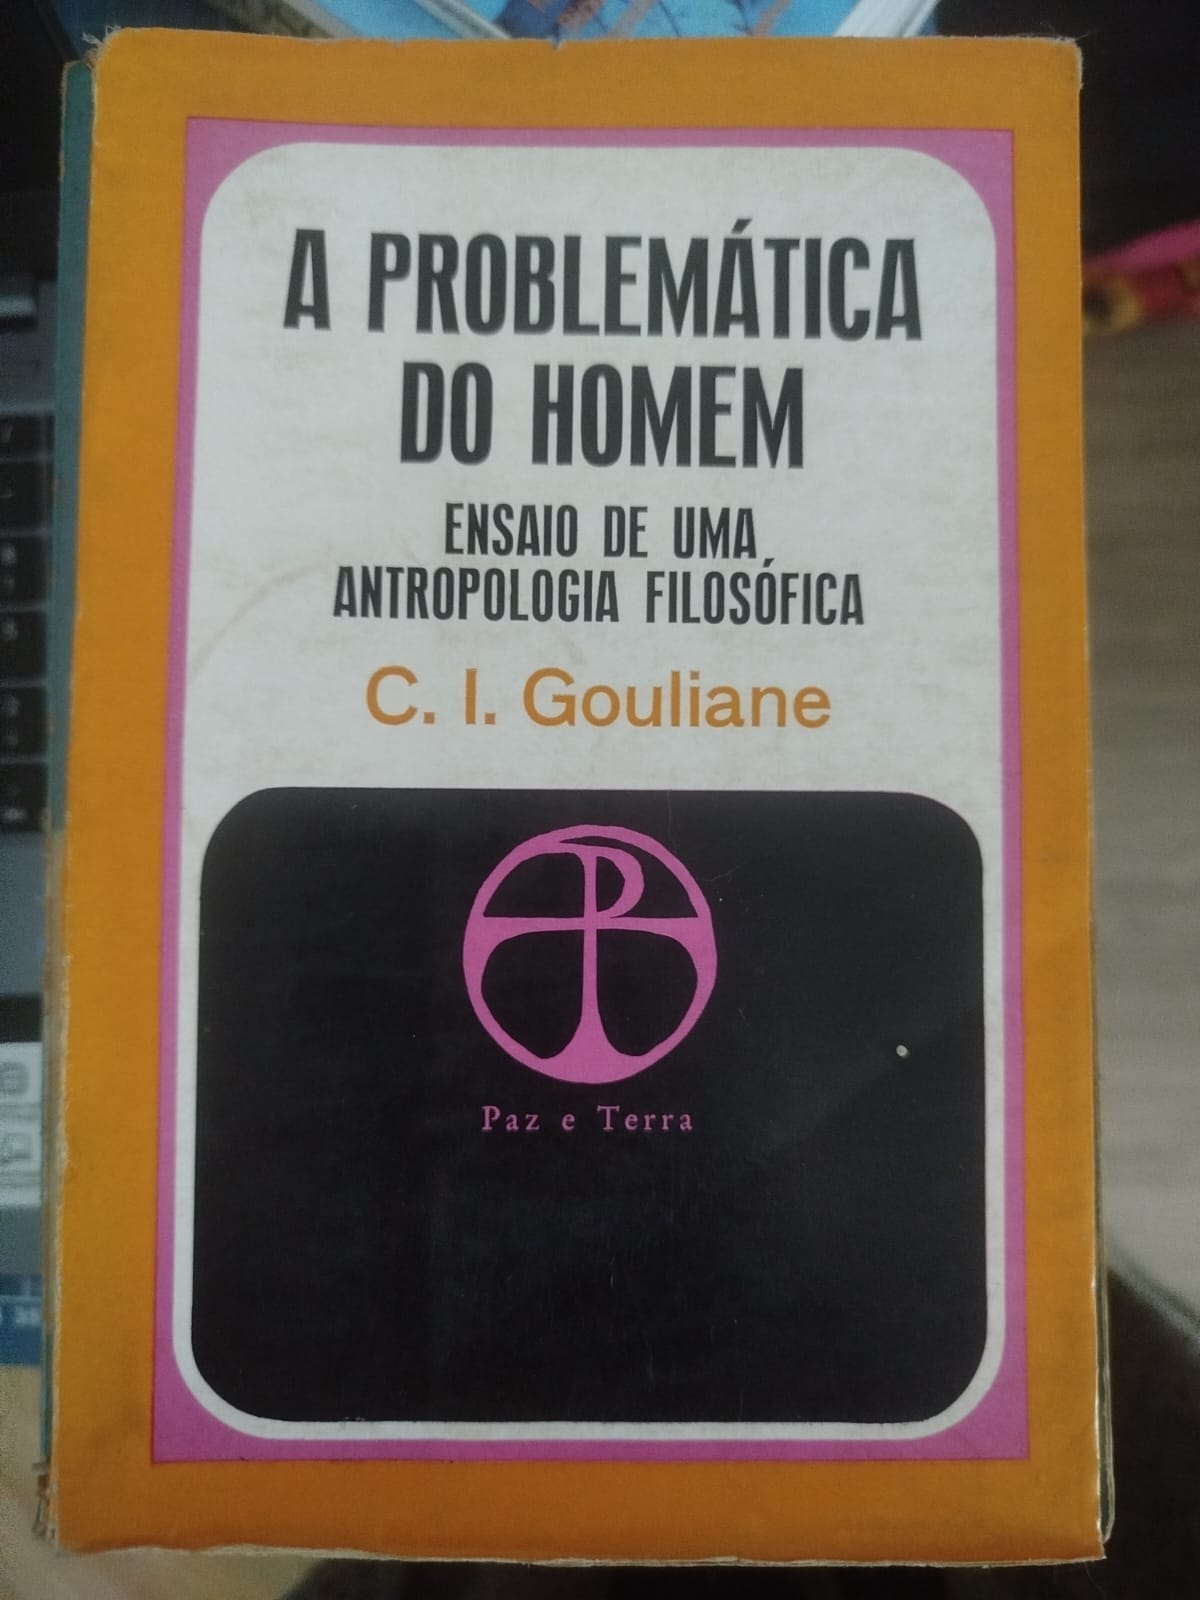 A PROBLEMÁTICA
DO HOMEM
ENSAIO DE UMA
ANTROPOLOGIA FILOSÓFICA
C. I. Gouliane
Paz e Terra